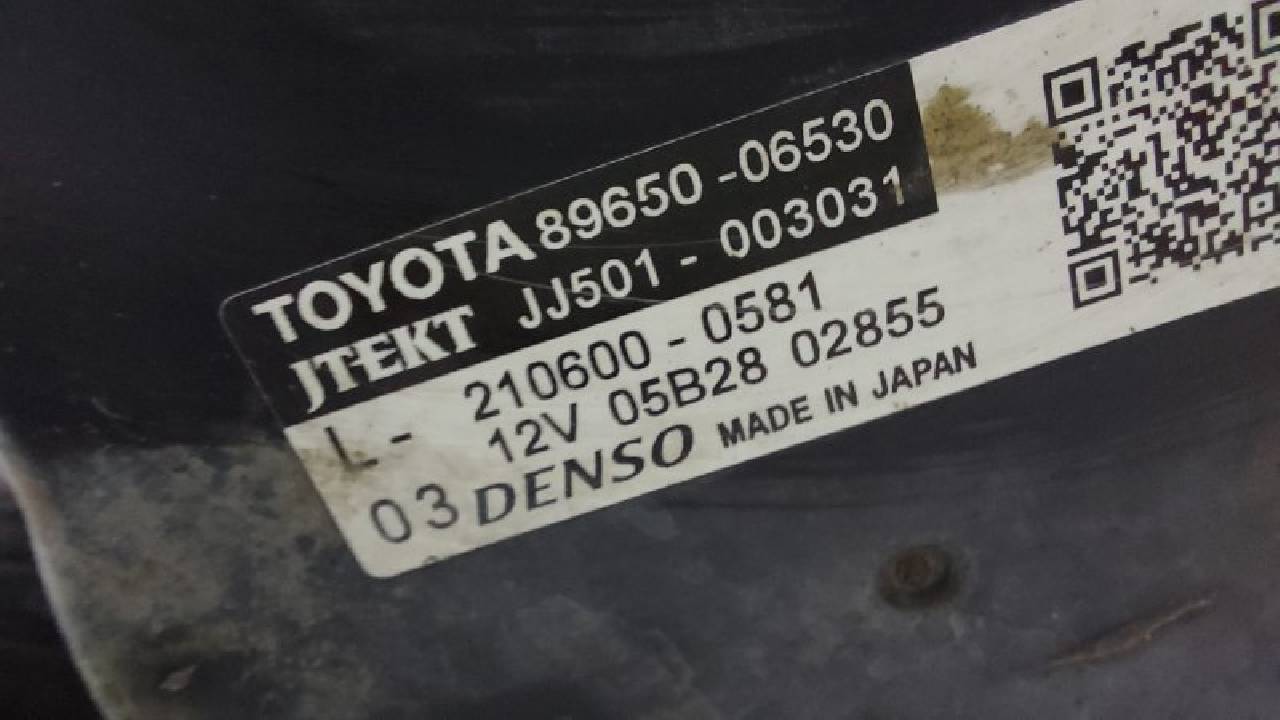 TOYOTA 89650-06530
JTEKT JJ501-003031
L- 210600-0581
12V 05B28 02855
03 DENSO MADE IN JAPAN